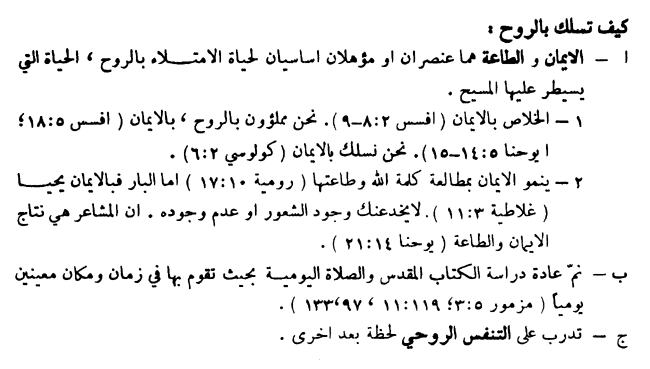 كيف تسلك بالروح :
ا – الايمان و الطاعة هما عنصران او مؤهلان اساسيان لحياة الامتلاء بالروح ، الحياة التي
يسيطر عليها المسيح .
١ – الخلاص بالايمان ( افسس ٢:٨–٩ ). نحن مملؤون بالروح ، بالايمان ( افسس ٥:١٨؛
١ يوحنا ٥:١٤–١٥). نحن نسلك بالايمان ( كولوسي ٢:٦ ) .
٢ – ينمو الايمان بمطالعة كلمة الله وطاعتها ( رومية ١٠:١٧ ) اما البار فبالايمان يحيا
( غلاطية ٣:١١ ). لايخدعنك وجود الشعور او عدم وجوده . ان المشاعر هي نتاج
الايمان والطاعة ( يوحنا ١٤:٢١ ) .
ب – نمّ عادة دراسة الكتاب المقدس والصلاة اليومية بحيث تقوم بها في زمان ومكان معينين
يومياً ( مزمور ٥:٣؛ ١١٩:١١ ، ٩٧،١٣٣ ) .
ج – تدرب على التنفس الروحي لحظة بعد اخرى .